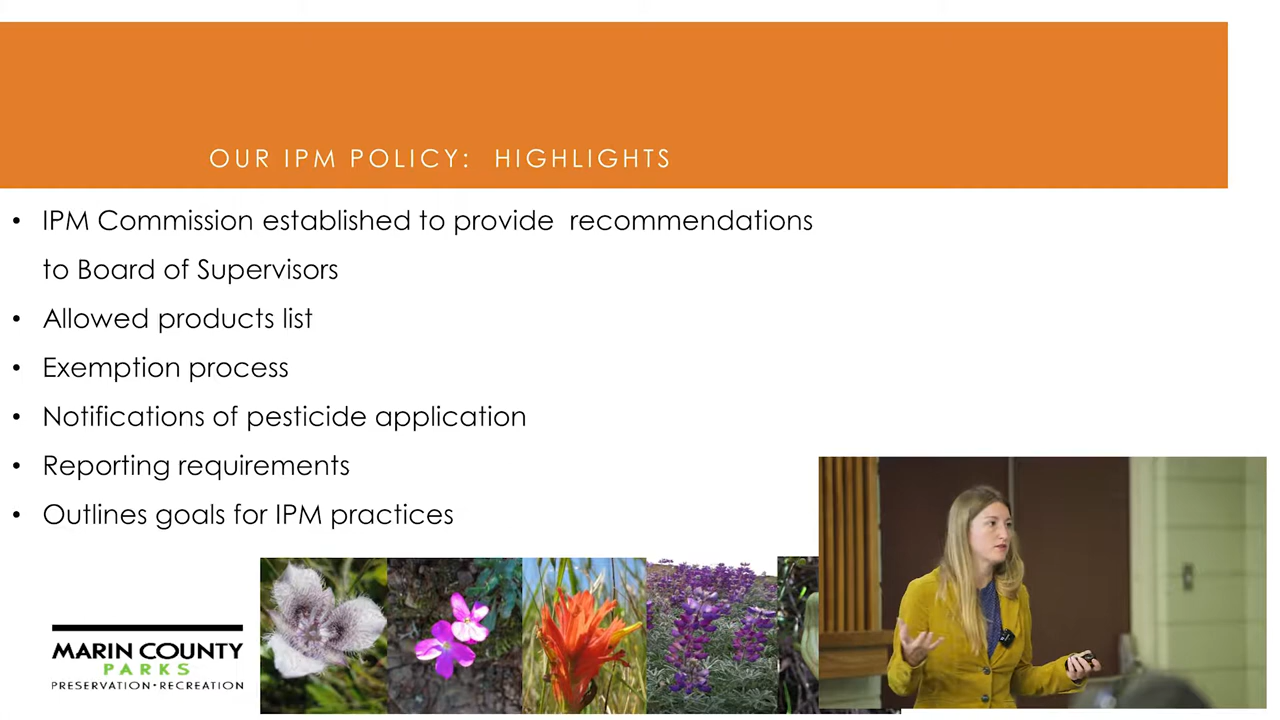 OUR IPM POLICY: HIGHLIGHTS
• IPM Commission established to provide recommendations
to Board of Supervisors
• Allowed products list
• Exemption process
• Notifications of pesticide application
• Reporting requirements
• Outlines goals for IPM practices
MARIN COUNTY
PARKS
PRESERVATION•RECREATION